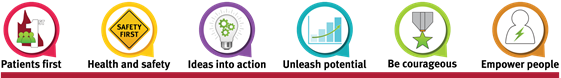 SAFETY
FIRST
Patients first
Health and safety
Ideas into action
Unleash potential
Be courageous
Empower people